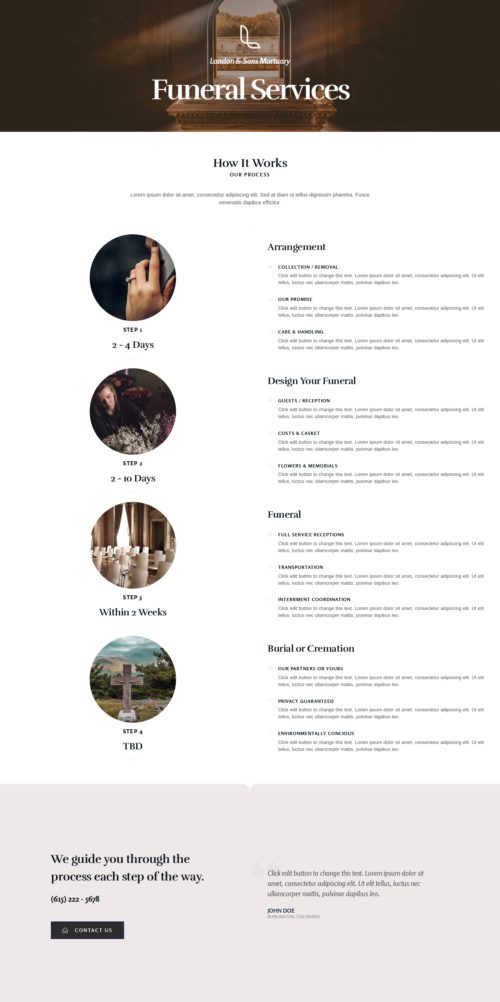 Landon & Sons Mortuary
Funeral Services
How It Works
OUR PROCESS
Lorem ipsum dolor sit amet, consectetur adipiscing elit. Sed at diam ut tellus dignissim pharetra. Fusce
venenatis dapibus efficitur.
STEP 1
2 - 4 Days
Arrangement
COLLECTION / REMOVAL
Click edit button to change this text. Lorem ipsum dolor sit amet, consectetur adipiscing elit. Ut elit
tellus, luctus nec ullamcorper mattis, pulvinar dapibus leo.
OUR PROMISE
Click edit button to change this text. Lorem ipsum dolor sit amet, consectetur adipiscing elit. Ut elit
tellus, luctus nec ullamcorper mattis, pulvinar dapibus leo.
CARE & HANDLING
Click edit button to change this text. Lorem ipsum dolor sit amet, consectetur adipiscing elit. Ut elit
tellus, luctus nec ullamcorper mattis, pulvinar dapibus leo.
STEP 2
2 - 10 Days
Design Your Funeral
GUESTS / RECEPTION
Click edit button to change this text. Lorem ipsum dolor sit amet, consectetur adipiscing elit. Ut elit
tellus, luctus nec ullamcorper mattis, pulvinar dapibus leo.
COSTS & CASKET
Click edit button to change this text. Lorem ipsum dolor sit amet, consectetur adipiscing elit. Ut elit
tellus, luctus nec ullamcorper mattis, pulvinar dapibus leo.
FLOWERS & MEMORIALS
Click edit button to change this text. Lorem ipsum dolor sit amet, consectetur adipiscing elit. Ut elit
tellus, luctus nec ullamcorper mattis, pulvinar dapibus leo.
STEP 3
Within 2 Weeks
Funeral
FULL SERVICE RECEPTIONS
Click edit button to change this text. Lorem ipsum dolor sit amet, consectetur adipiscing elit. Ut elit
tellus, luctus nec ullamcorper mattis, pulvinar dapibus leo.
TRANSPORTATION
Click edit button to change this text. Lorem ipsum dolor sit amet, consectetur adipiscing elit. Ut elit
tellus, luctus nec ullamcorper mattis, pulvinar dapibus leo.
INTERRMENT COORDINATION
Click edit button to change this text. Lorem ipsum dolor sit amet, consectetur adipiscing elit. Ut elit
tellus, luctus nec ullamcorper mattis, pulvinar dapibus leo.
STEP 4
TBD
Burial or Cremation
OUR PARTNERS OR YOURS
Click edit button to change this text. Lorem ipsum dolor sit amet, consectetur adipiscing elit. Ut elit
tellus, luctus nec ullamcorper mattis, pulvinar dapibus leo.
PRIVACY GUARANTEED
Click edit button to change this text. Lorem ipsum dolor sit amet, consectetur adipiscing elit. Ut elit
tellus, luctus nec ullamcorper mattis, pulvinar dapibus leo.
ENVIRONMENTALLY CONCIOUS
Click edit button to change this text. Lorem ipsum dolor sit amet, consectetur adipiscing elit. Ut elit
tellus, luctus nec ullamcorper mattis, pulvinar dapibus leo.
We guide you through the
process each step of the way.
(615) 222 - 5678
CONTACT US
“
Click edit button to change this text. Lorem ipsum dolor sit
amet, consectetur adipiscing elit. Ut elit tellus, luctus nec
ullamcorper mattis, pulvinar dapibus leo.
JOHN DOE
BURLINGTON, COLORADO